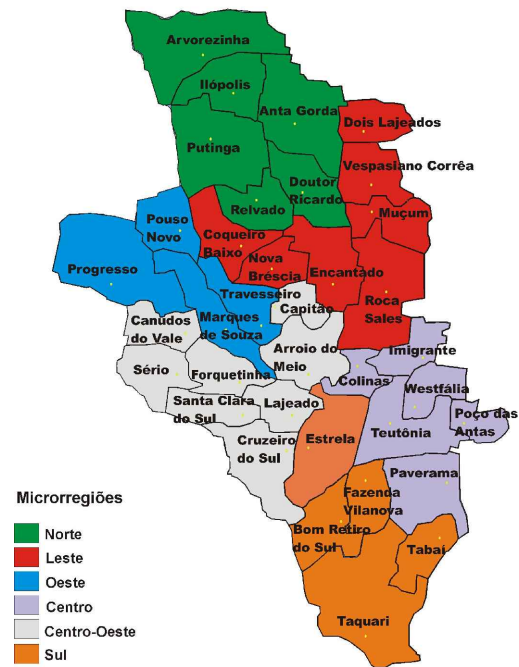 Arvorezinha
Ilópolis
Anta Gorda
Dois Lajeados
Putinga
Vespasiano Corrêa
Doutor
Ricardo
Relvado
Muçum
Pouso
Novo
Coqueiro
Baixo
Nova
Bréscia
Encantado
Progresso
Travesseiro
Capitão
Roca
Sales
Canudos
do Vale
Marques
de Souza
Arroio do
Meio
Imigrante
Sério
Forquetinha
Colinas
Westfália
Santa Clara
do Sul
Lajeado
Poço das
Antas
Cruzeiro
do Sul
Estrela
Teutônia
Paverama
Fazenda
Vilanova
Bom Retiro
do Sul
Tabaí
Taquari
Microrregiões
Norte
Leste
Oeste
Centro
Centro-Oeste
Sul